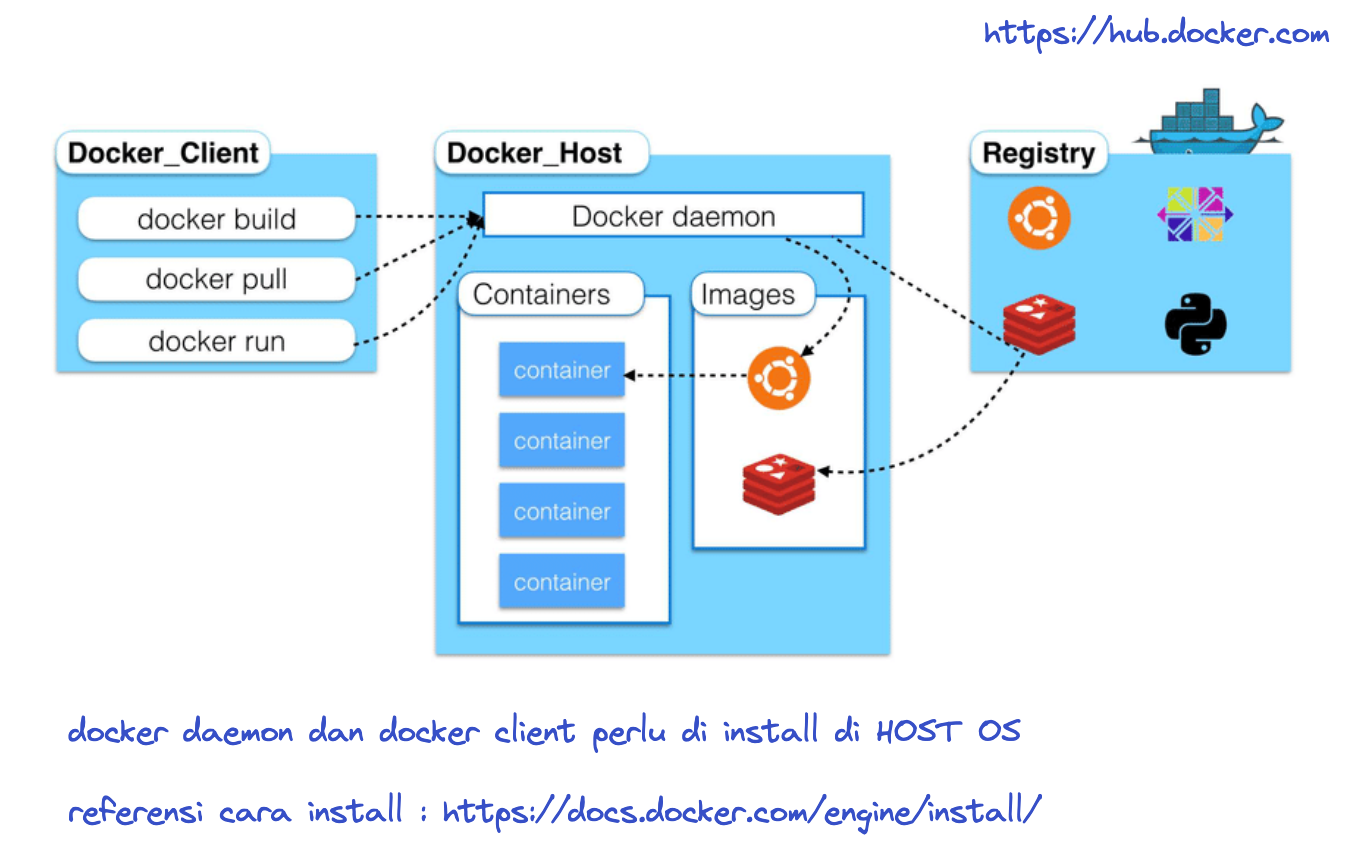 https://hub.docker.com
Docker_Client
docker build
docker pull
docker run
Docker_Host
Docker daemon
Containers
container
container
container
container
Images
Registry
docker daemon dan docker client perlu di install di HOST OS
referensi cara install : https://docs.docker.com/engine/install/